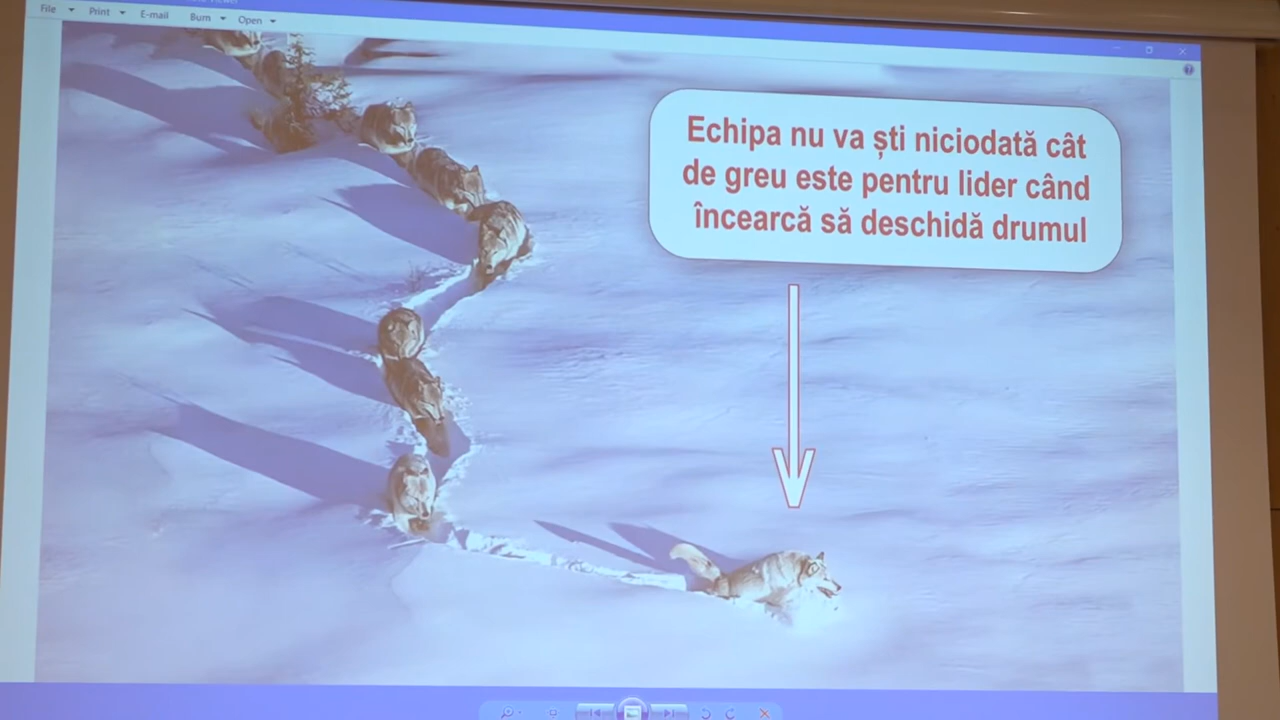 File Print E-mail Burn Open
Echipa nu va ști niciodată cât
de greu este pentru lider când
încearcă să deschidă drumul